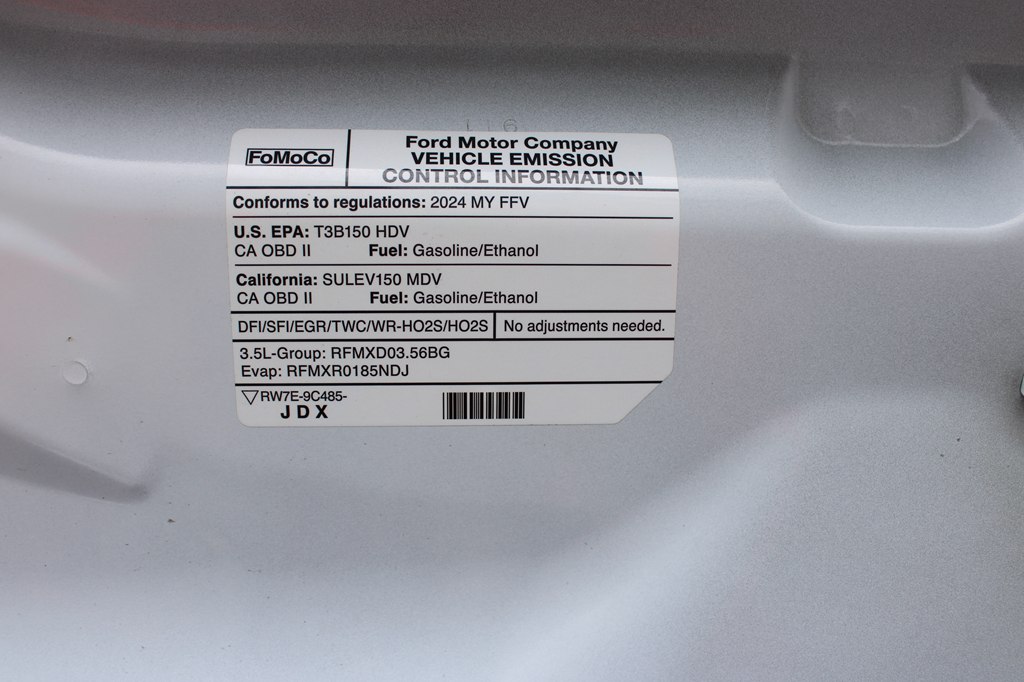 116
FoMoCo
Ford Motor Company
VEHICLE EMISSION
CONTROL INFORMATION
Conforms to regulations: 2024 MY FFV
U.S. EPA: T3B150 HDV
CA OBD II Fuel: Gasoline/Ethanol
California: SULEV150 MDV
CA OBD II Fuel: Gasoline/Ethanol
DFI/SFI/EGR/TWC/WR-HO2S/HO2S No adjustments needed.
3.5L-Group: RFMXD03.56BG
Evap: RFMXR0185NDJ
RW7E-9C485-
JDX